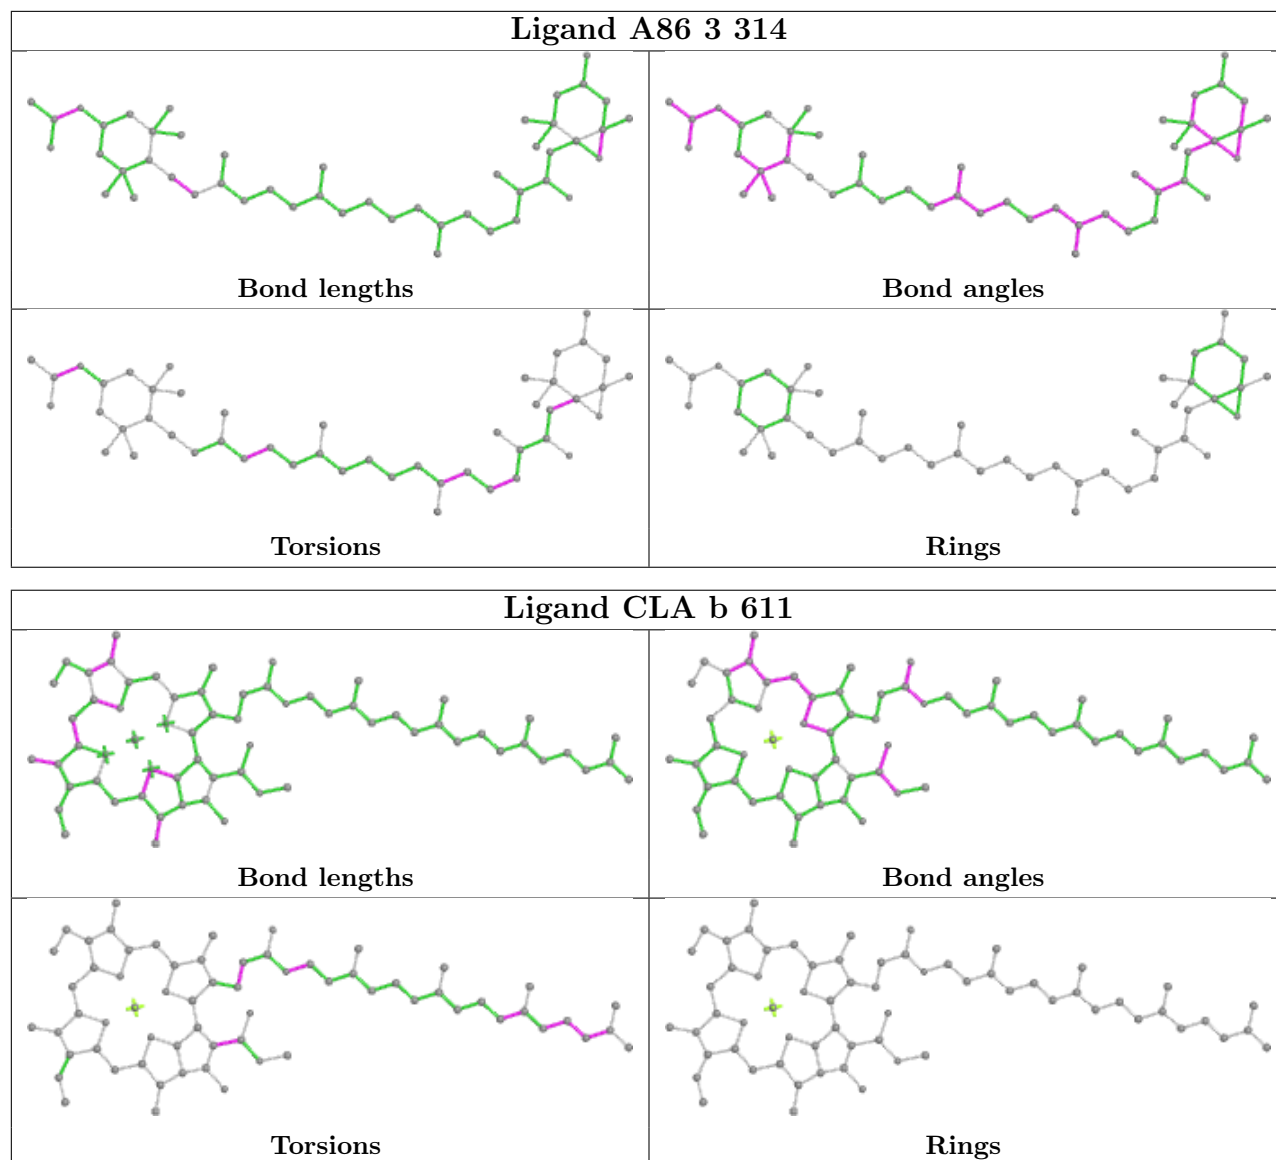 Ligand A86 3 314
Bond lengths
Bond angles
Torsions
Rings
Ligand CLA b 611
Bond lengths
Bond angles
Torsions
Rings